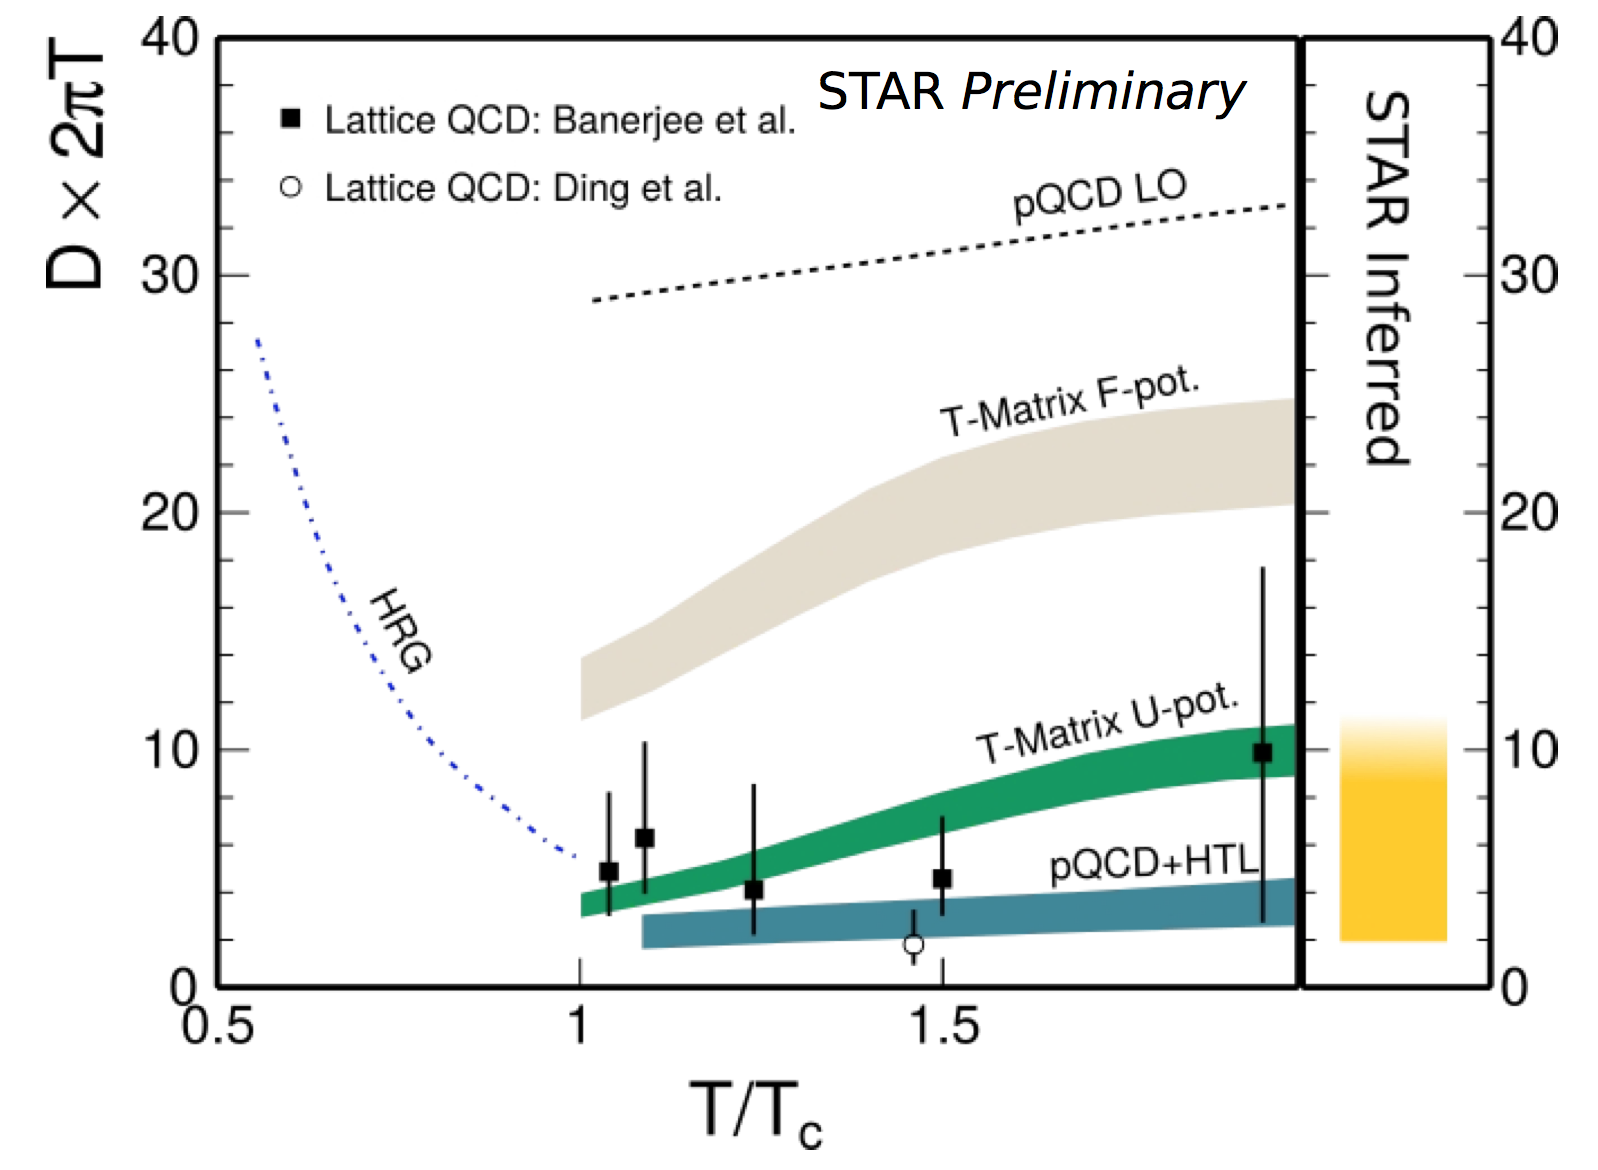 40
40
D × 2πT
STAR Preliminary
STAR Inferred
Lattice QCD: Banerjee et al.
Lattice QCD: Ding et al.
pQCD LO
30
30
T-Matrix F-pot.
20
20
HRG
T-Matrix U-pot.
10
10
pQCD+HTL
0
0
0.5
1
1.5
T/Tc